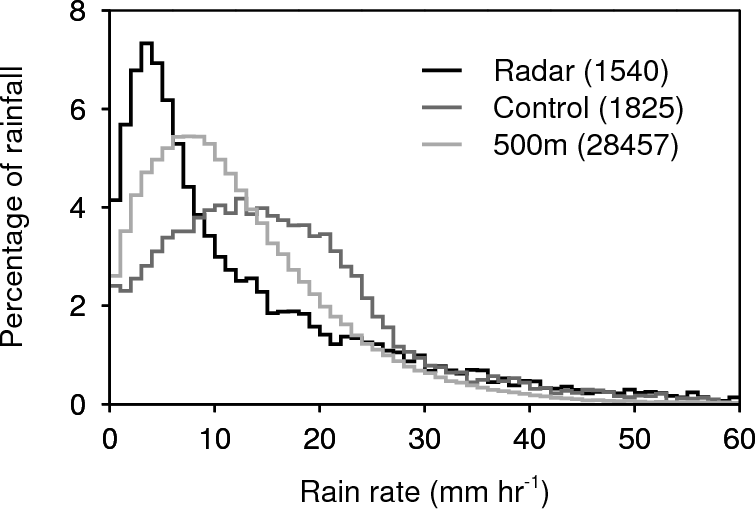 8
6
4
2
0
Percentage of rainfall
Radar (1540)
Control (1825)
500m (28457)
0 10 20 30 40 50 60
Rain rate (mm hr-1)